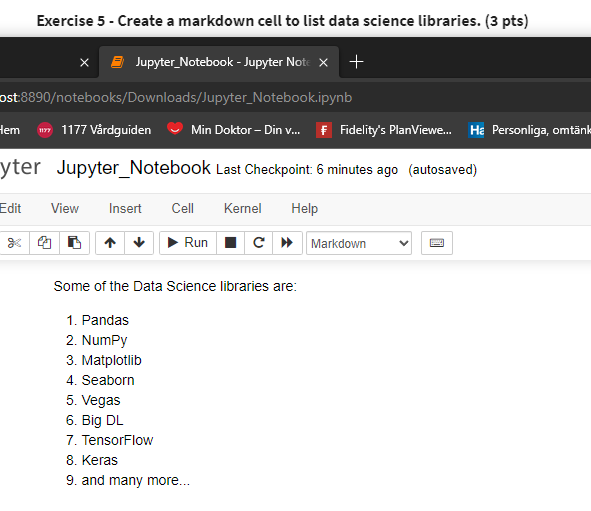 Exercise 5 - Create a markdown cell to list data science libraries. (3 pts)
Jupyter_Notebook - Jupyter Note
ost:8890/notebooks/Downloads/Jupyter_Notebook.ipynb
Hem 1177 1177 Vårdguiden Min Doktor – Din v... F Fidelity's PlanViewe... Ha Personliga, omtänk
yter Jupyter_Notebook Last Checkpoint: 6 minutes ago (autosaved)
Edit View Insert Cell Kernel Help
Run Markdown
Some of the Data Science libraries are:
1. Pandas
2. NumPy
3. Matplotlib
4. Seaborn
5. Vegas
6. Big DL
7. TensorFlow
8. Keras
9. and many more...